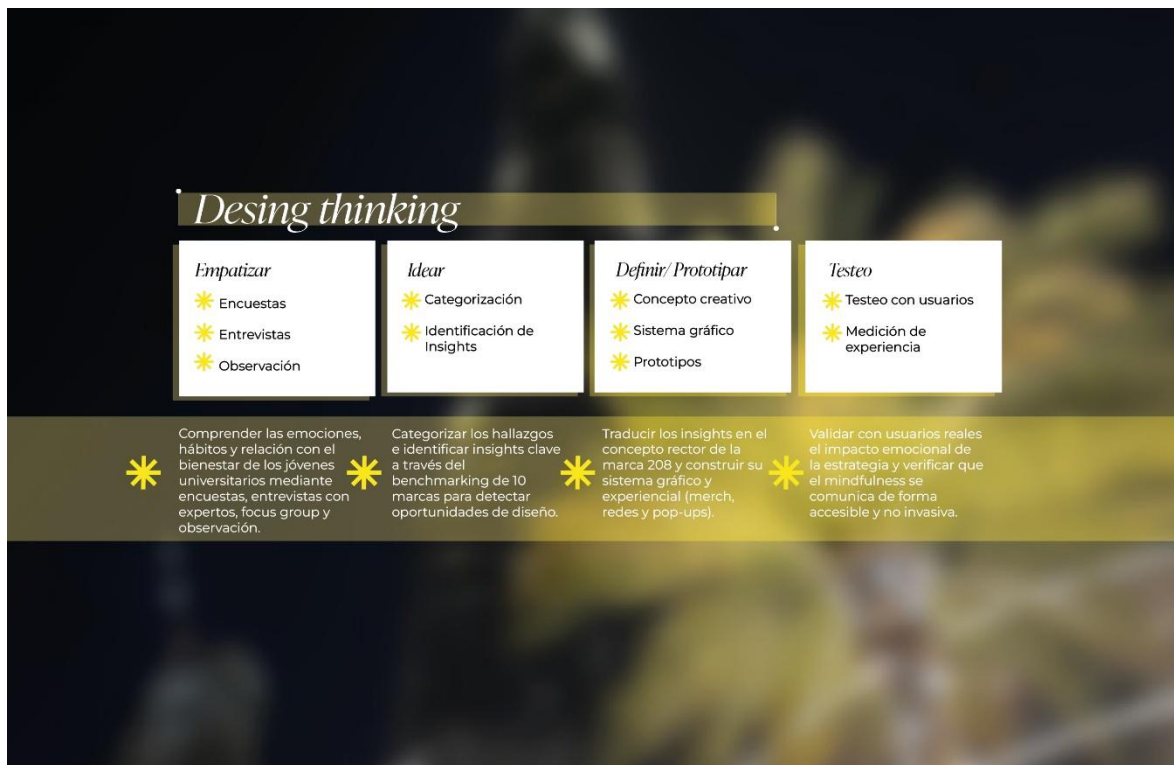 Desing thinking
Empatizar
Encuestas
Entrevistas
Observación
Idear
Categorización
Identificación de
Insights
Definir/ Prototipar
Concepto creativo
Sistema gráfico
Prototipos
Testeo
Testeo con usuarios
Medición de
experiencia
Comprender las emociones,
hábitos y relación con el
bienestar de los jóvenes
universitarios mediante
encuestas, entrevistas con
expertos, focus group y
observación.
Categorizar los hallazgos
e identificar insights clave
a través del
benchmarking de 10
marcas para detectar
oportunidades de diseño.
Traducir los insights en el
concepto rector de la
marca 208 y construir su
sistema gráfico y
experiencial (merch,
redes y pop-ups).
Validar con usuarios reales
el impacto emocional de
la estrategia y verificar que
el mindfulness se
comunica de forma
accesible y no invasiva.